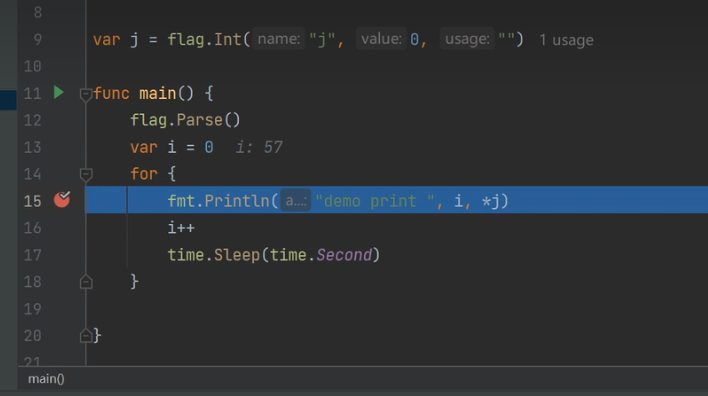 8
9 var j = flag.Int( name: "j", value: 0, usage: "") 1 usage
10
11 func main() {
12 flag.Parse()
13 var i = 0 i: 57
14 for {
15 fmt.Println( a...: "demo print ", i, *j)
16 i++
17 time.Sleep(time.Second)
18 }
19
20 }
21
main()